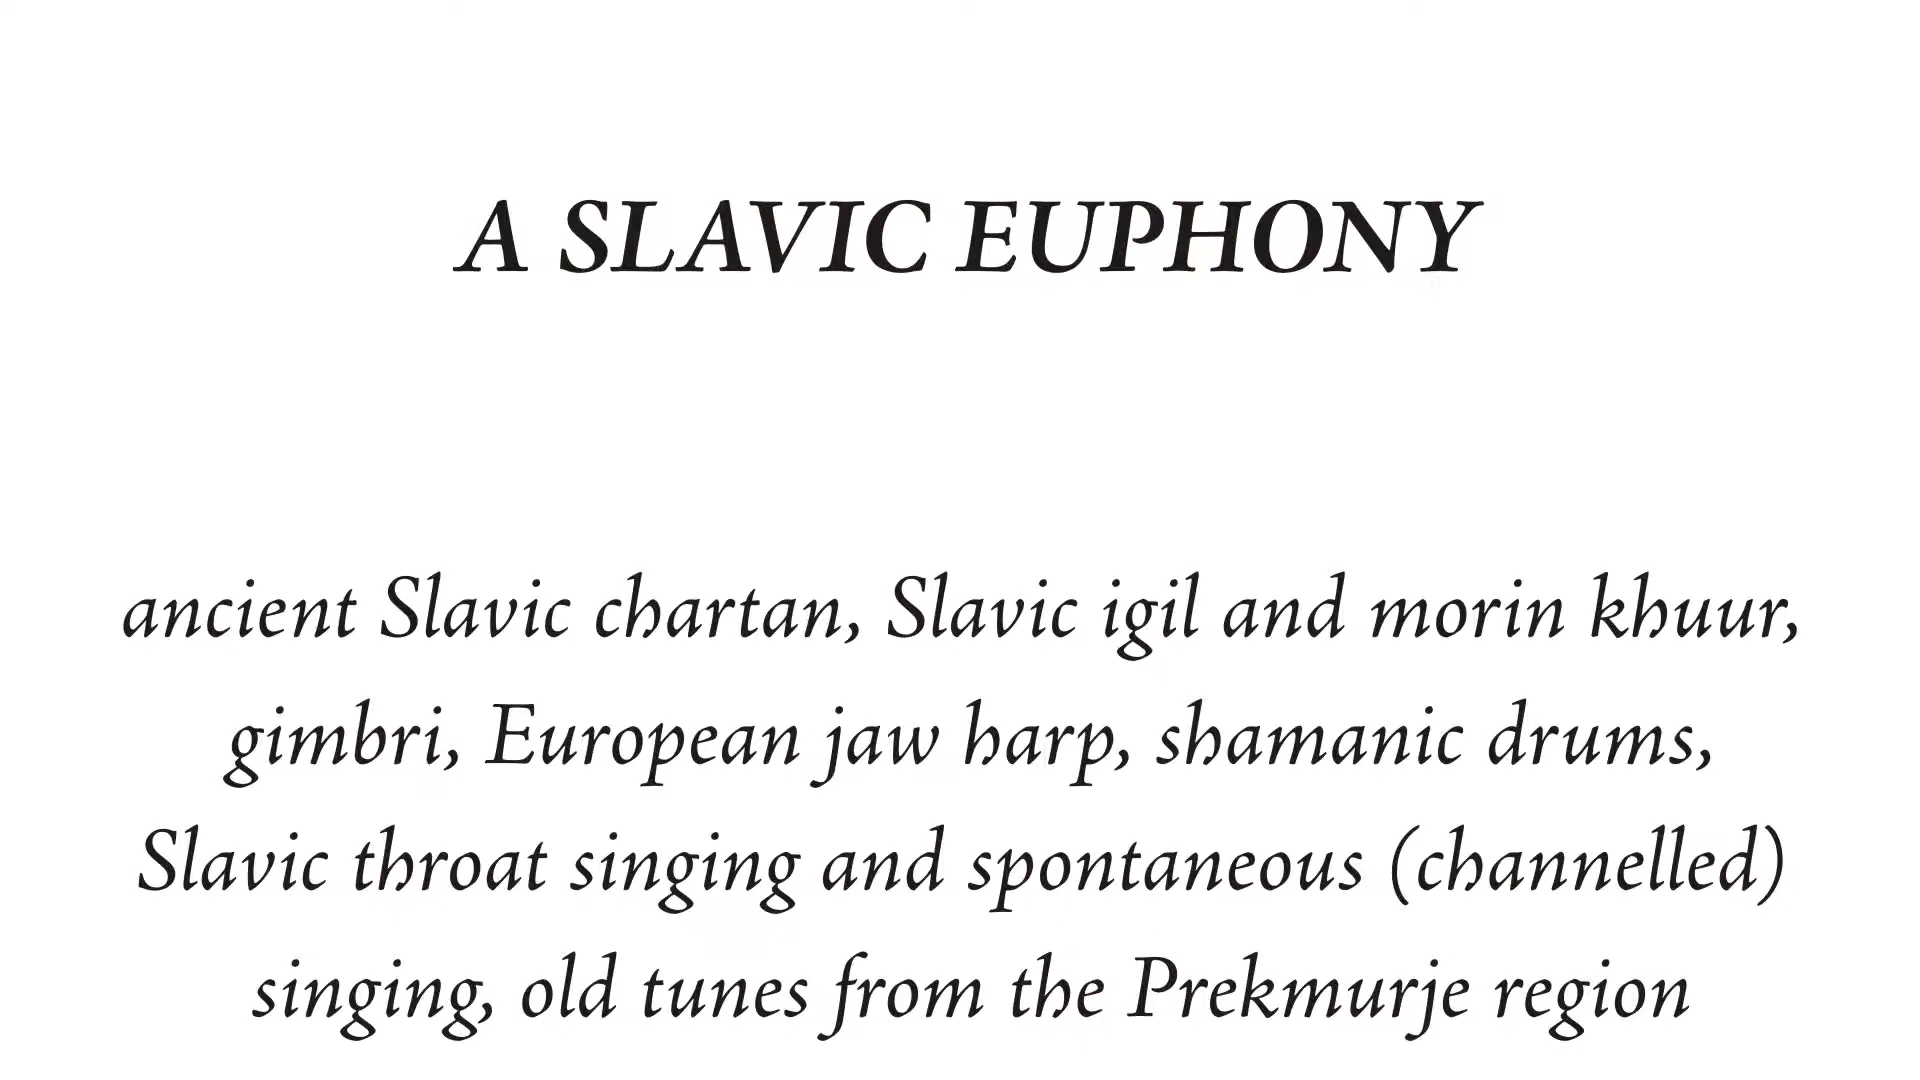 A SLAVIC EUPHONY
ancient Slavic chartan, Slavic igil and morin khuur,
gimbri, European jaw harp, shamanic drums,
Slavic throat singing and spontaneous (channelled)
singing, old tunes from the Prekmurje region